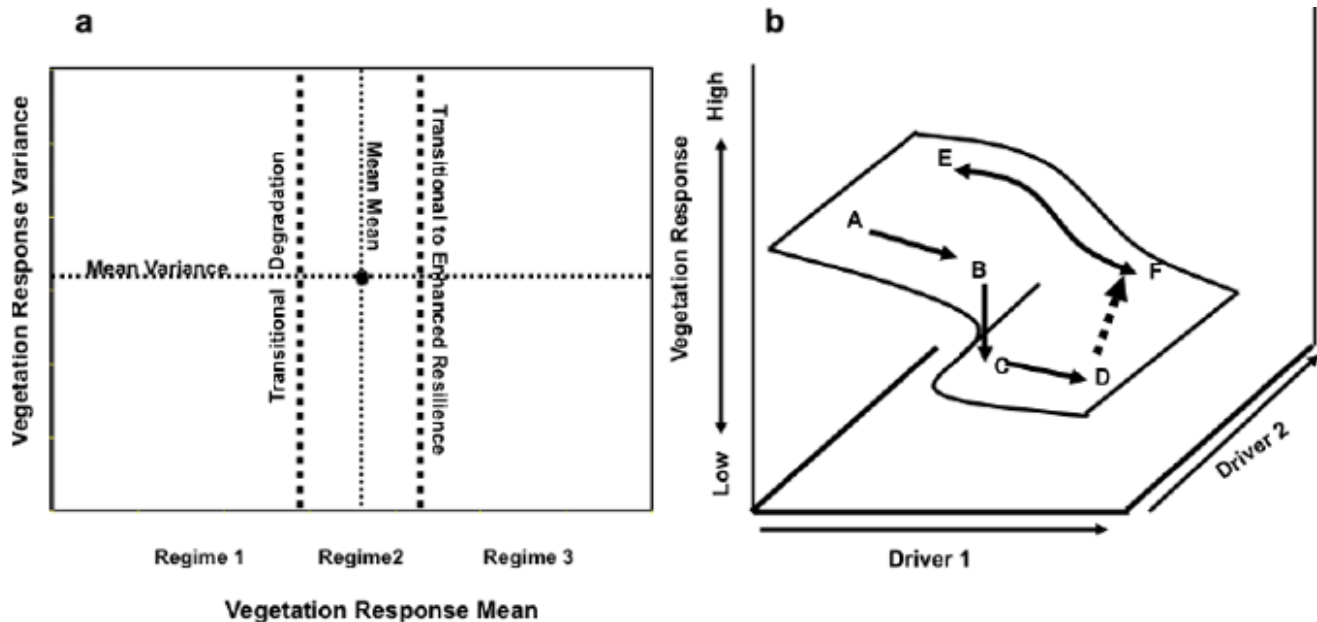 a
Vegetation Response Variance
Mean Variance
Transitional Degradation
Mean Mean
Transitional to Enhanced Resilience
Regime 1
Regime2
Regime 3
Vegetation Response Mean
b
Vegetation Response
High
Low
A
B
C
D
E
F
Driver 1
Driver 2